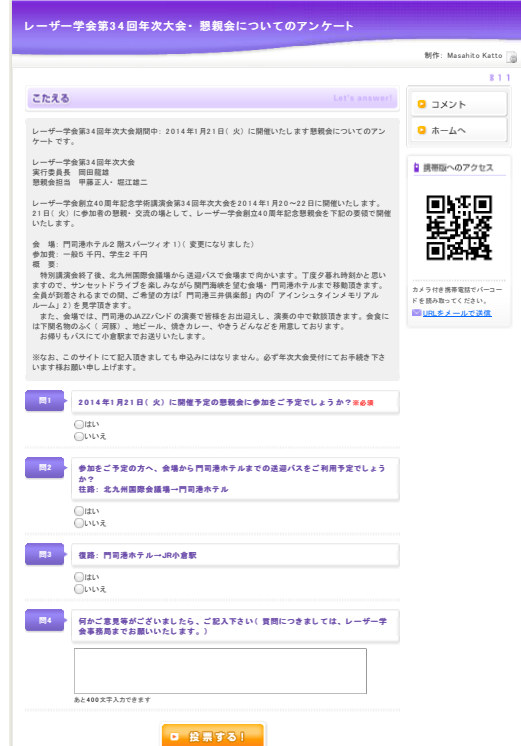 レーザー学会第34回年次大会・懇親会についてのアンケート
制作: Masahito Katto
311
こたえる
Let's answer!
レーザー学会第34回年次大会期間中: 2014年1月21日(火)に開催いたします懇親会についてのアン
ケートです。
レーザー学会第34回年次大会
実行委員長 岡田龍雄
懇親会担当 甲藤正人・堀江雄二
レーザー学会創立40周年記念学術講演会第34回年次大会を2014年1月20～22日に開催いたします。
21日(火)に参加者の懇親・交流の場として、レーザー学会創立40周年記念懇親会を下記の要領で開催
いたします。
会 場: 門司港ホテル2階スパーツィオ1)(変更になりました)
参加費: 一般5千円、学生2千円
概 要:
特別講演会終了後、北九州国際会議場から送迎バスで会場まで向かいます。丁度夕暮れ時刻かと思い
ますので、サンセットドライブを楽しみながら関門海峡を望む会場・門司港ホテルまで移動頂きます。
全員が到着されるまでの間、ご希望の方は「門司港三井倶楽部」内の「アインシュタインメモリアル
ルーム」2)を見学頂きます。
また、会場では、門司港のJAZZバンドの演奏で皆様をお出迎えし、演奏の中で歓談頂きます。会食に
は下関名物のふく(河豚)、地ビール、焼きカレー、やきうどんなどを用意しております。
お帰りもバスにて小倉駅までお送りいたします。
※なお、このサイトにて記入頂きましても申込みにはなりません。必ず年次大会受付にてお手続き下さ
います様お願い申し上げます。
問1
2014年1月21日(火)に開催予定の懇親会に参加をご予定でしょうか?※必須
はい
いいえ
問2
参加をご予定の方へ、会場から門司港ホテルまでの送迎バスをご利用予定でしょう
か?
往路: 北九州国際会議場→門司港ホテル
はい
いいえ
問3
復路: 門司港ホテル→JR小倉駅
はい
いいえ
問4
何かご意見等がございましたら、ご記入下さい(質問につきましては、レーザー学
会事務局までお願いいたします。)
あと400文字入力できます
投票する!
コメント
ホームへ
携帯版へのアクセス
カメラ付き携帯電話でバーコー
ドを読み取ってください。
URLをメールで送信